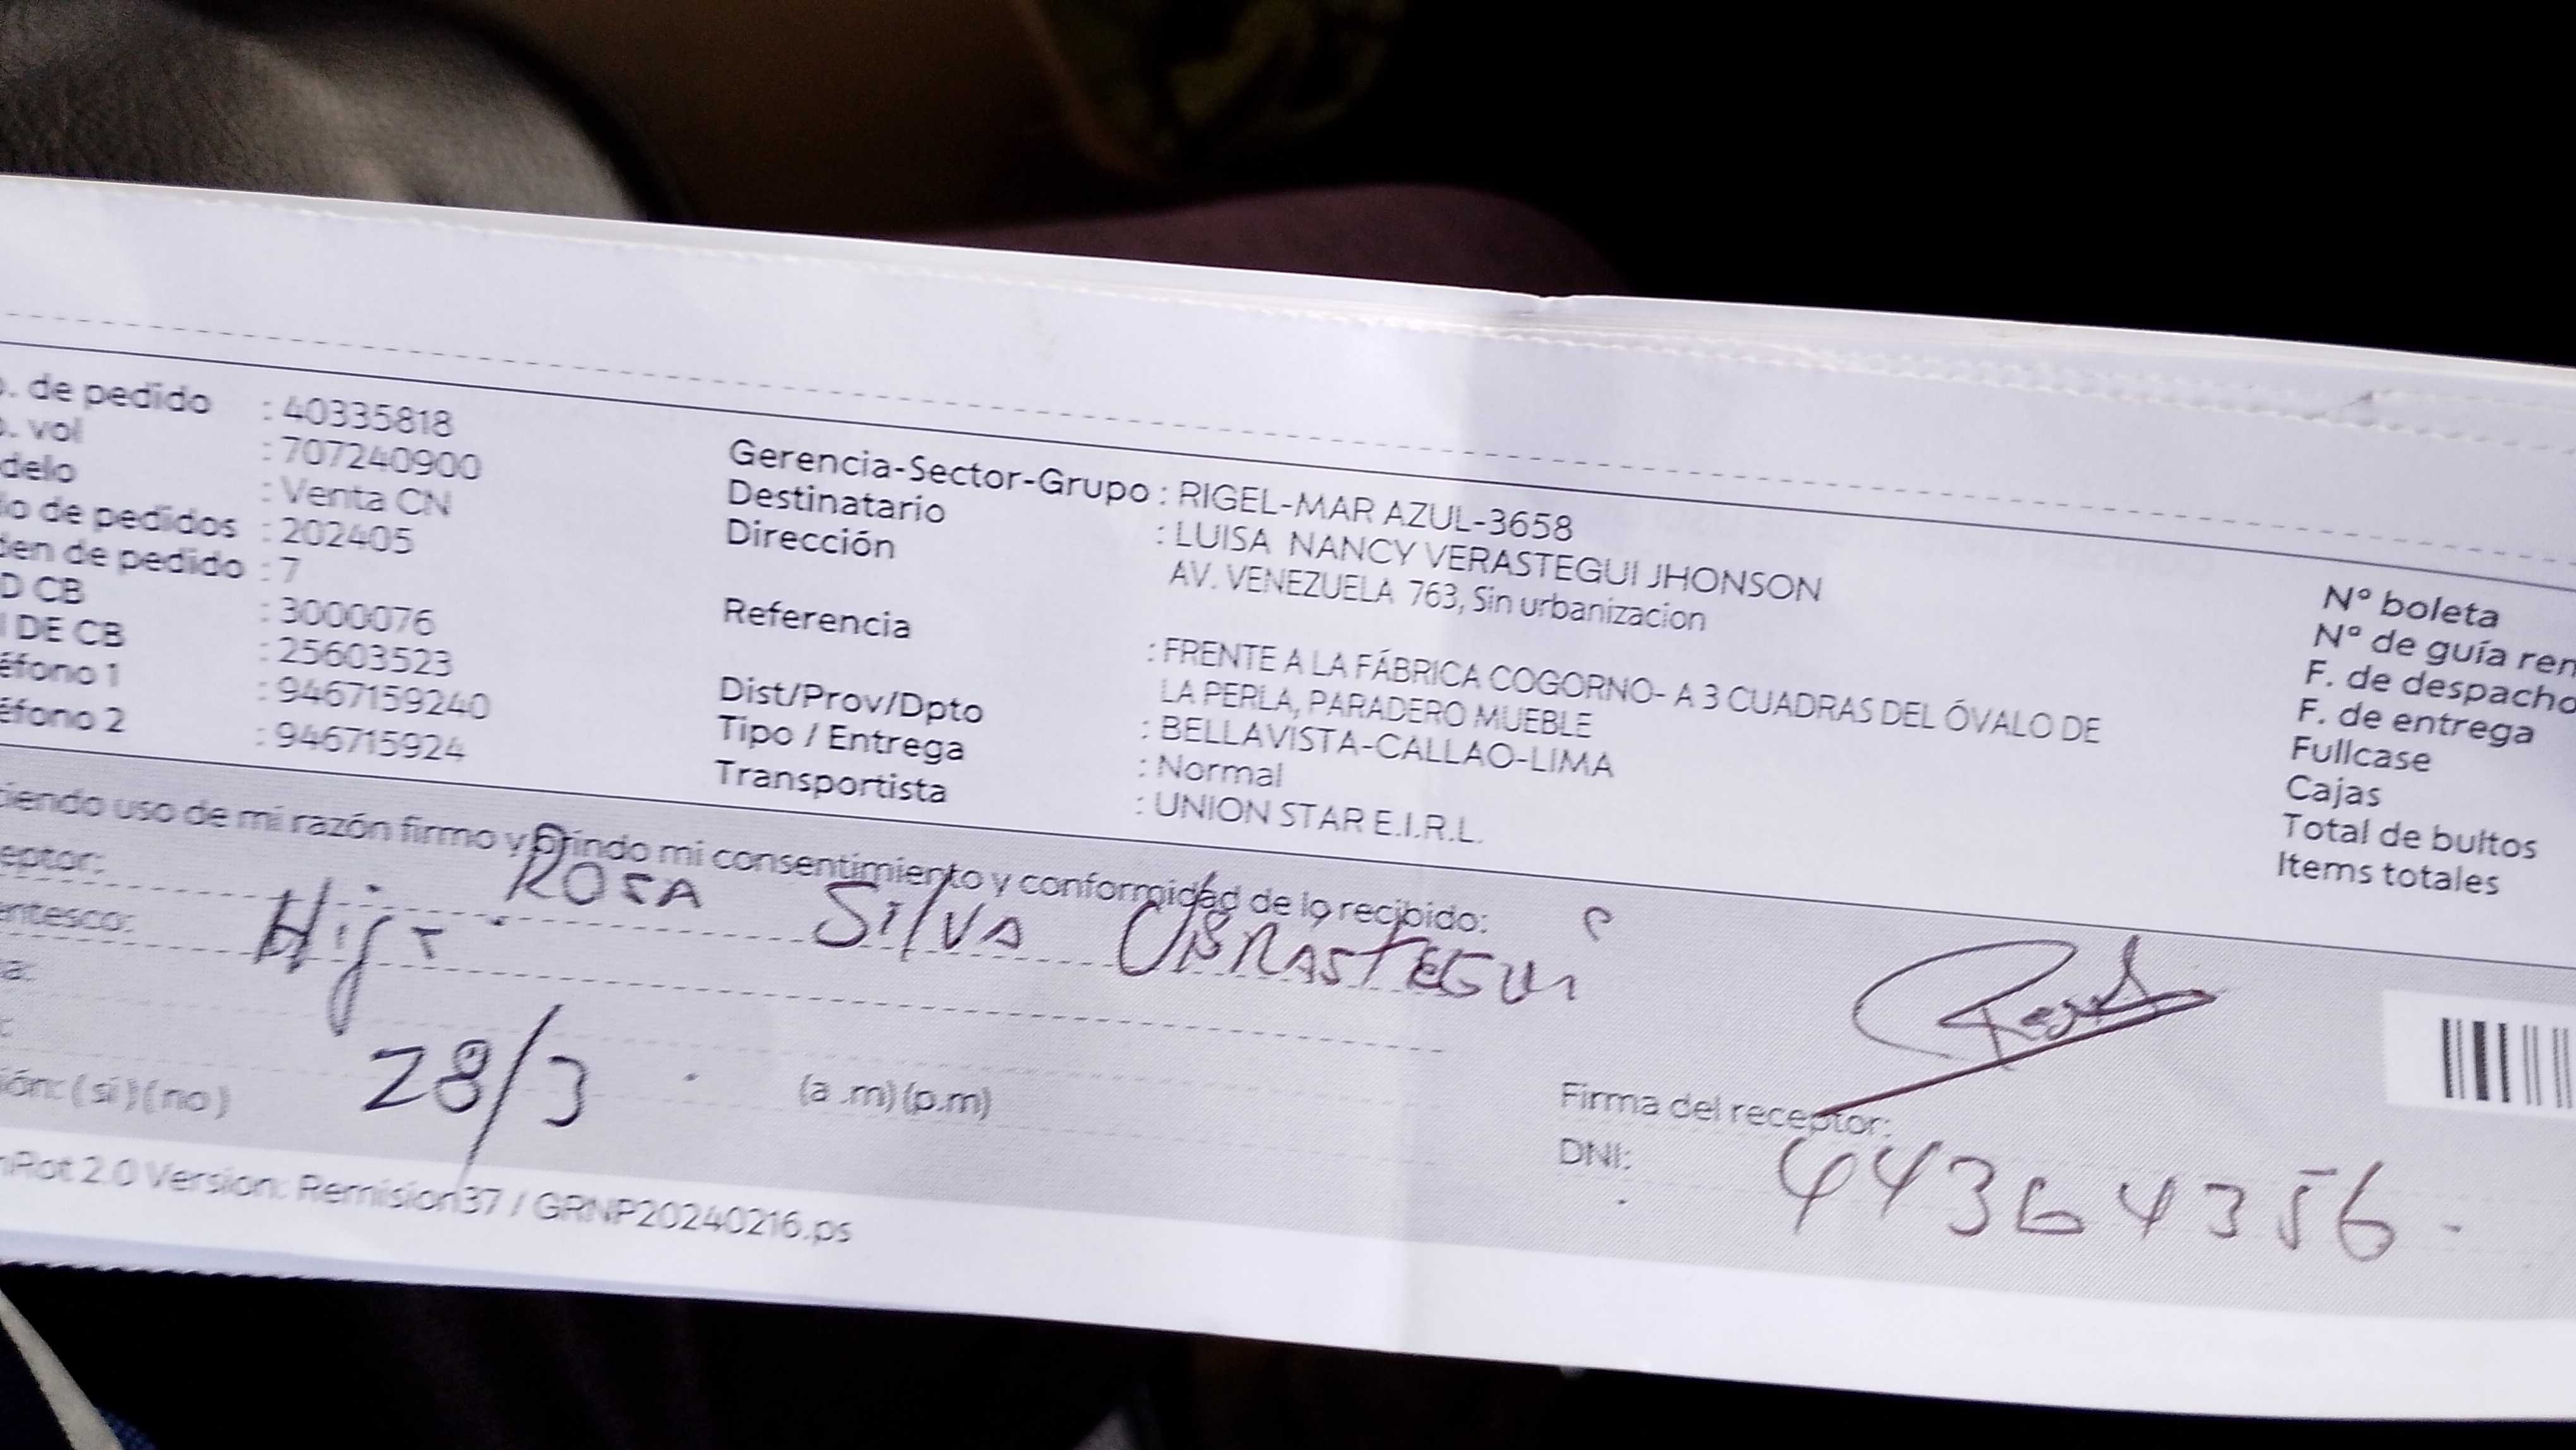 o. de pedido : 40335818
o. vol : 707240900
delo : Venta CN
lo de pedidos : 202405
den de pedido : 7
D CB : 3000076
I DE CB : 25603523
éfono 1 : 9467159240
éfono 2 : 946715924
Gerencia-Sector-Grupo : RIGEL-MAR AZUL-3658
Destinatario : LUISA NANCY VERASTEGUI JHONSON
Dirección AV. VENEZUELA 763, Sin urbanizacion
Referencia : FRENTE A LA FÁBRICA COGORNO- A 3 CUADRAS DEL ÓVALO DE
LA PERLA, PARADERO MUEBLE
Dist/Prov/Dpto : BELLAVISTA-CALLAO-LIMA
Tipo / Entrega : Normal
Transportista : UNION STAR E.I.R.L.
N° boleta
N° de guía ren
F. de despacho
F. de entrega
Fullcase
Cajas
Total de bultos
Items totales
ciendo uso de mi razón firmo y brindo mi consentimiento y conformidad de lo recibido:
eptor: ROSA SilVA
entesco: Hija
na:
28/3
ión: ( si ) ( no ) (a .m) (p.m)
Firma del receptor:
DNI: 44364356
nRot 2.0 Version: Remision37 / GRNP20240216.ps